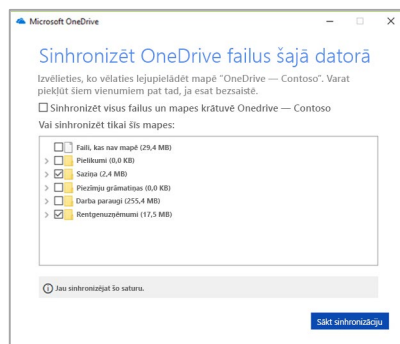 Microsoft OneDrive
Sinhronizēt OneDrive failus šajā datorā
Izvēlieties, ko vēlaties lejupielādēt mapē "OneDrive — Contoso". Varat
piekļūt šiem vienumiem pat tad, ja esat bezsaistē.
Sinhronizēt visus failus un mapes krātuvē Onedrive — Contoso
Vai sinhronizēt tikai šīs mapes:
Faili, kas nav mapē (29,4 MB)
Pielikumi (0,0 KB)
Saziņa (2,4 MB)
Piezīmju grāmatiņas (0,0 KB)
Darba paraugi (255,4 MB)
Rentgenuzņēmumi (17,5 MB)
Jau sinhronizējat šo saturu.
Sākt sinhronizāciju